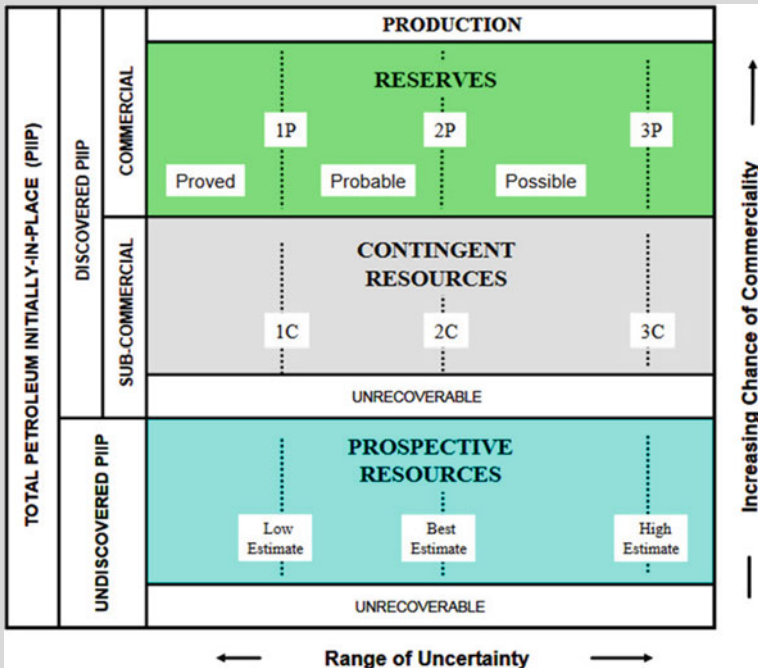 TOTAL PETROLEUM INITIALLY-IN-PLACE (PIIP)
DISCOVERED PIIP
UNDISCOVERED PIIP
COMMERCIAL
SUB-COMMERCIAL
PRODUCTION
RESERVES
1P 2P 3P
Proved Probable Possible
CONTINGENT
RESOURCES
1C 2C 3C
UNRECOVERABLE
PROSPECTIVE
RESOURCES
Low Best High
Estimate Estimate Estimate
UNRECOVERABLE
Increasing Chance of Commerciality
Range of Uncertainty